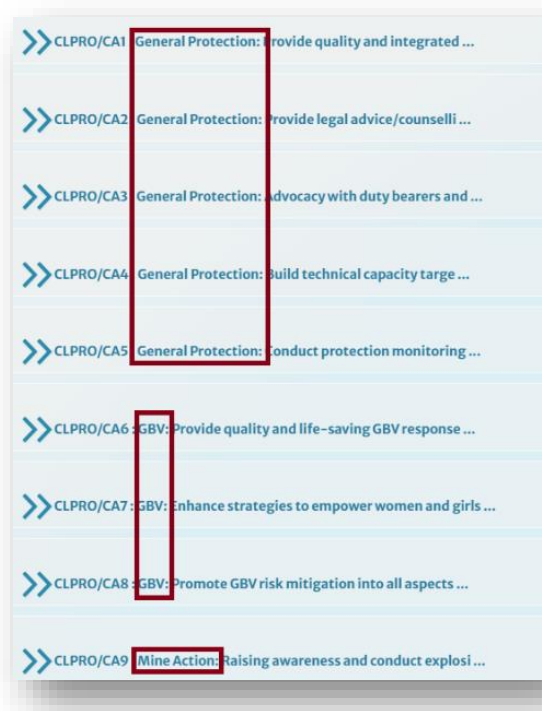 CLPRO/CA1 : General Protection: Provide quality and integrated ...
CLPRO/CA2 : General Protection: Provide legal advice/counselli ...
CLPRO/CA3 : General Protection: Advocacy with duty bearers and ...
CLPRO/CA4 : General Protection: Build technical capacity targe ...
CLPRO/CA5 : General Protection: Conduct protection monitoring ...
CLPRO/CA6 : GBV: Provide quality and life-saving GBV response ...
CLPRO/CA7 : GBV: Enhance strategies to empower women and girls ...
CLPRO/CA8 : GBV: Promote GBV risk mitigation into all aspects ...
CLPRO/CA9 : Mine Action: Raising awareness and conduct explosi ...